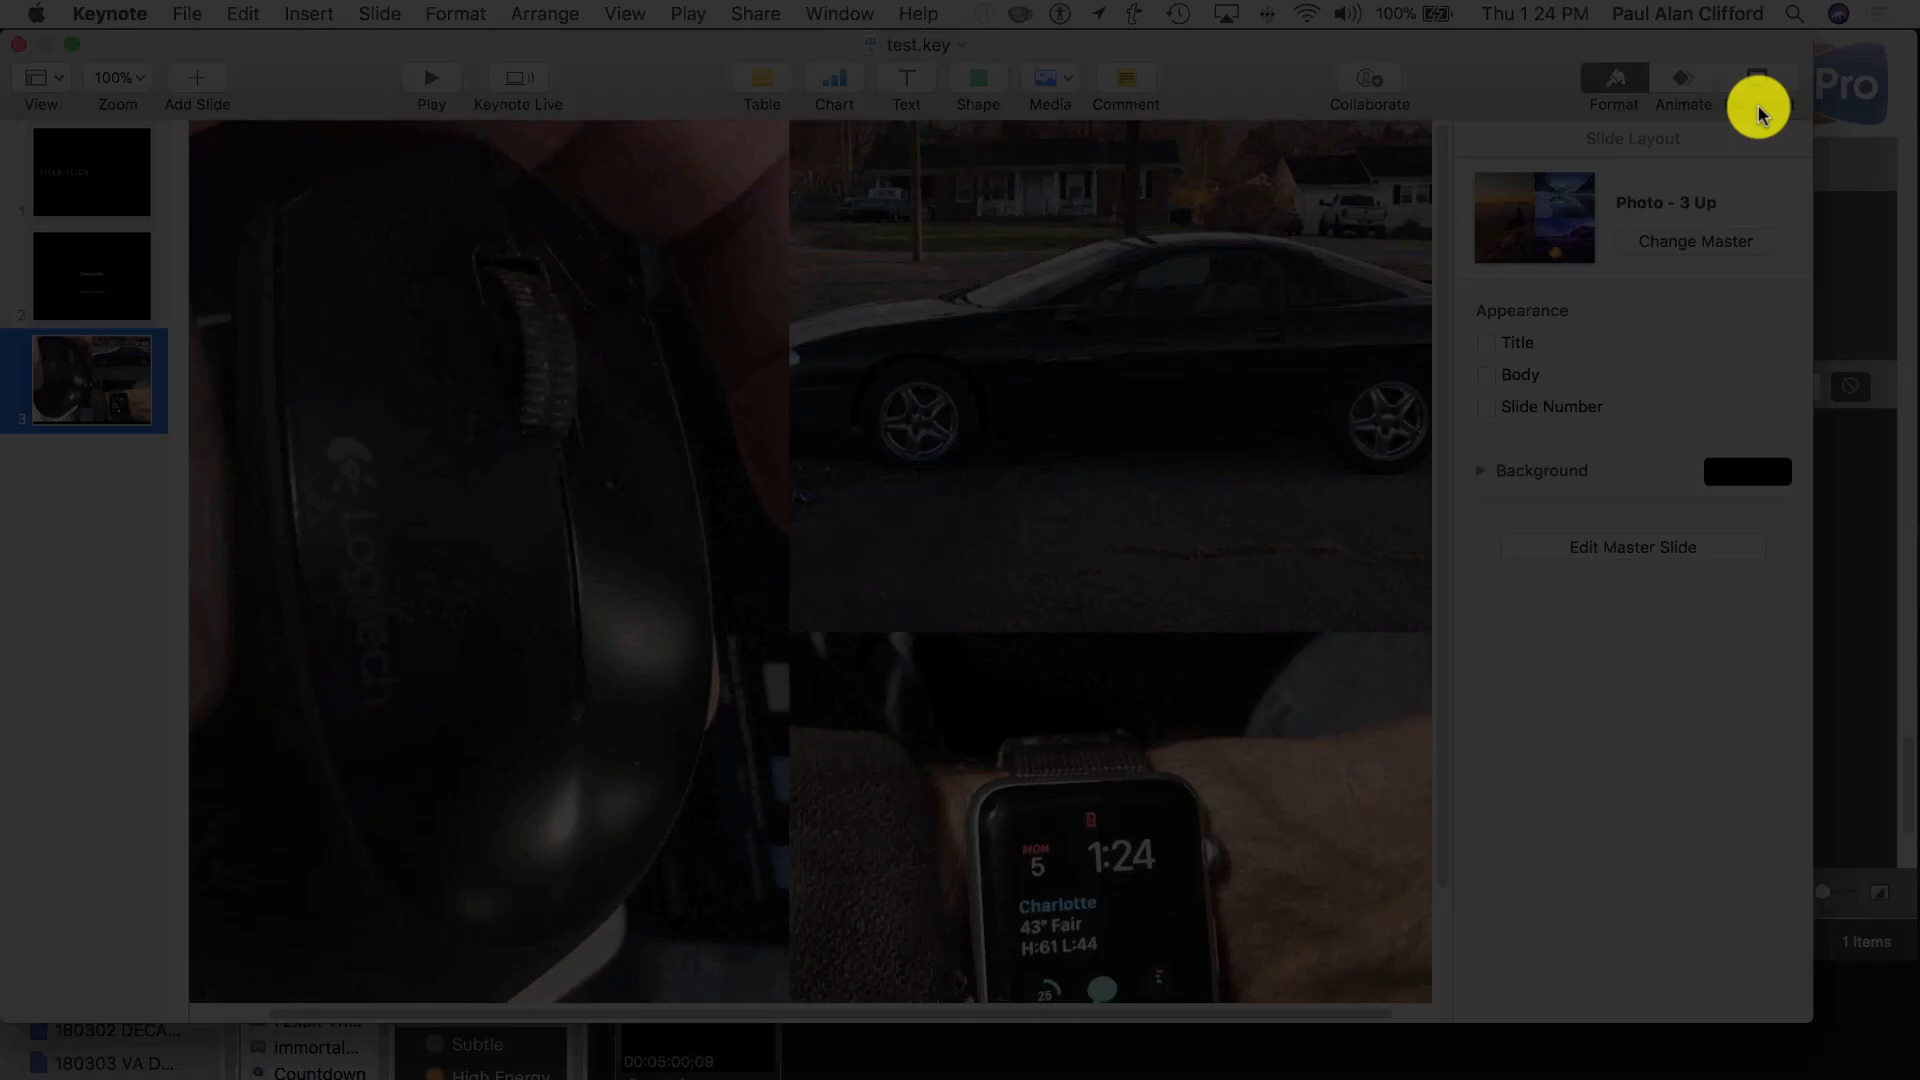 Keynote File Edit Insert Slide Format Arrange View Play Share Window Help 100% Thu 1:24 PM Paul Alan Clifford
test.key
100%
View Zoom Add Slide Play Keynote Live Table Chart Text Shape Media Comment Collaborate Format Animate
Pro
Slide Layout
TITLE SLIDE
1
Photo - 3 Up
Change Master
2
Appearance
Title
Body
Slide Number
3
Background
Logitech
Edit Master Slide
MON
5
1:24
Charlotte
43° Fair
H:61 L:44
25
1 Items
180302 DECA...
Immortal...
Subtle
180303 VA D...
Countdown
High Energy
00:05:00;09